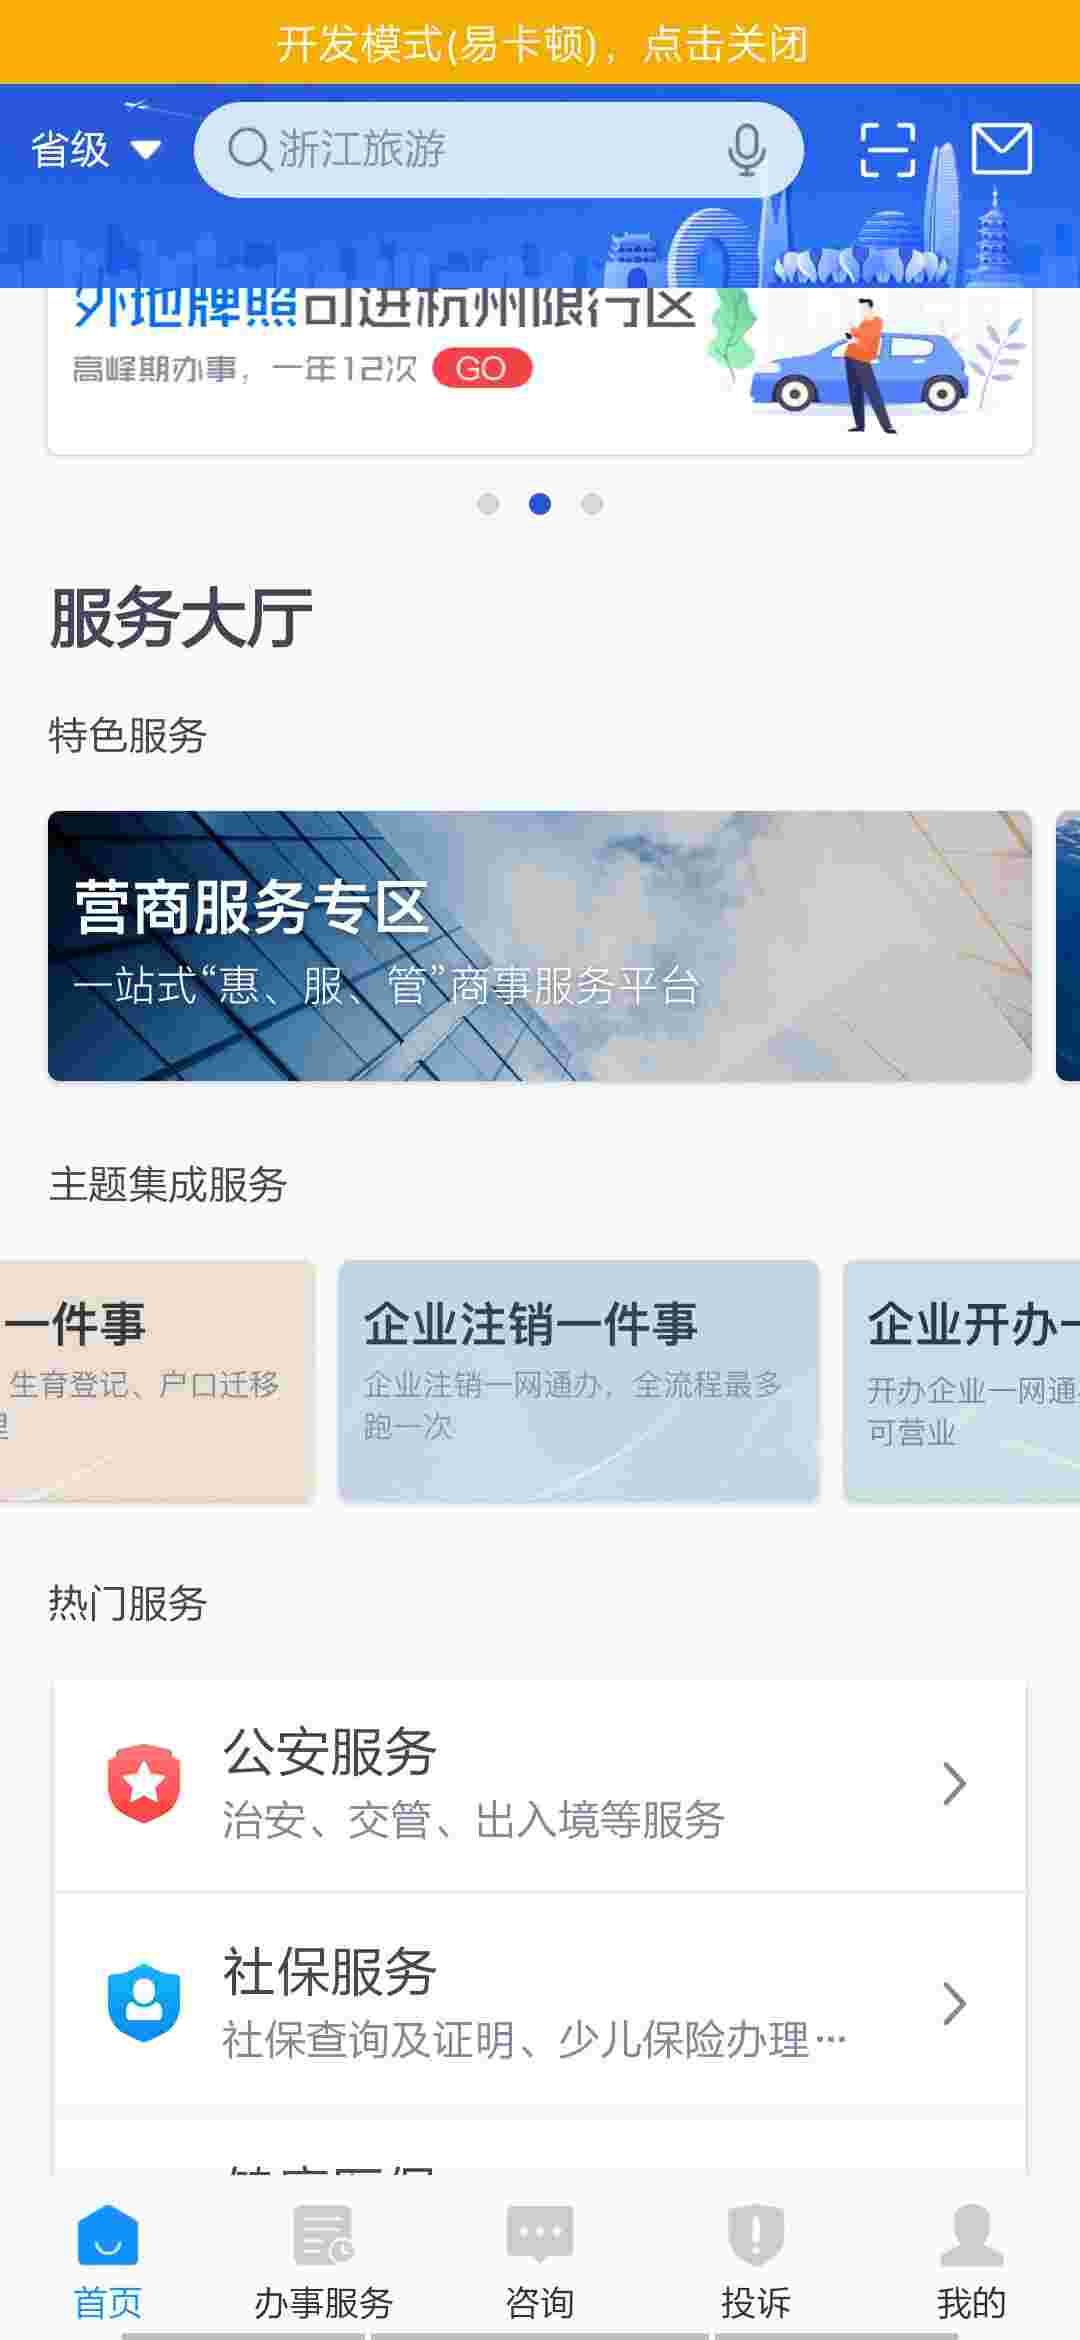 开发模式(易卡顿)，点击关闭
省级
浙江旅游
外地牌照可进杭州限行区
高峰期办事，一年12次 GO
服务大厅
特色服务
营商服务专区
一站式“惠、服、管”商事服务平台
主题集成服务
一件事
生育登记、户口迁移
企业注销一件事
企业注销一网通办，全流程最多
跑一次
企业开办一
开办企业一网通
可营业
热门服务
公安服务
治安、交管、出入境等服务
社保服务
社保查询及证明、少儿保险办理…
首页
办事服务
咨询
投诉
我的